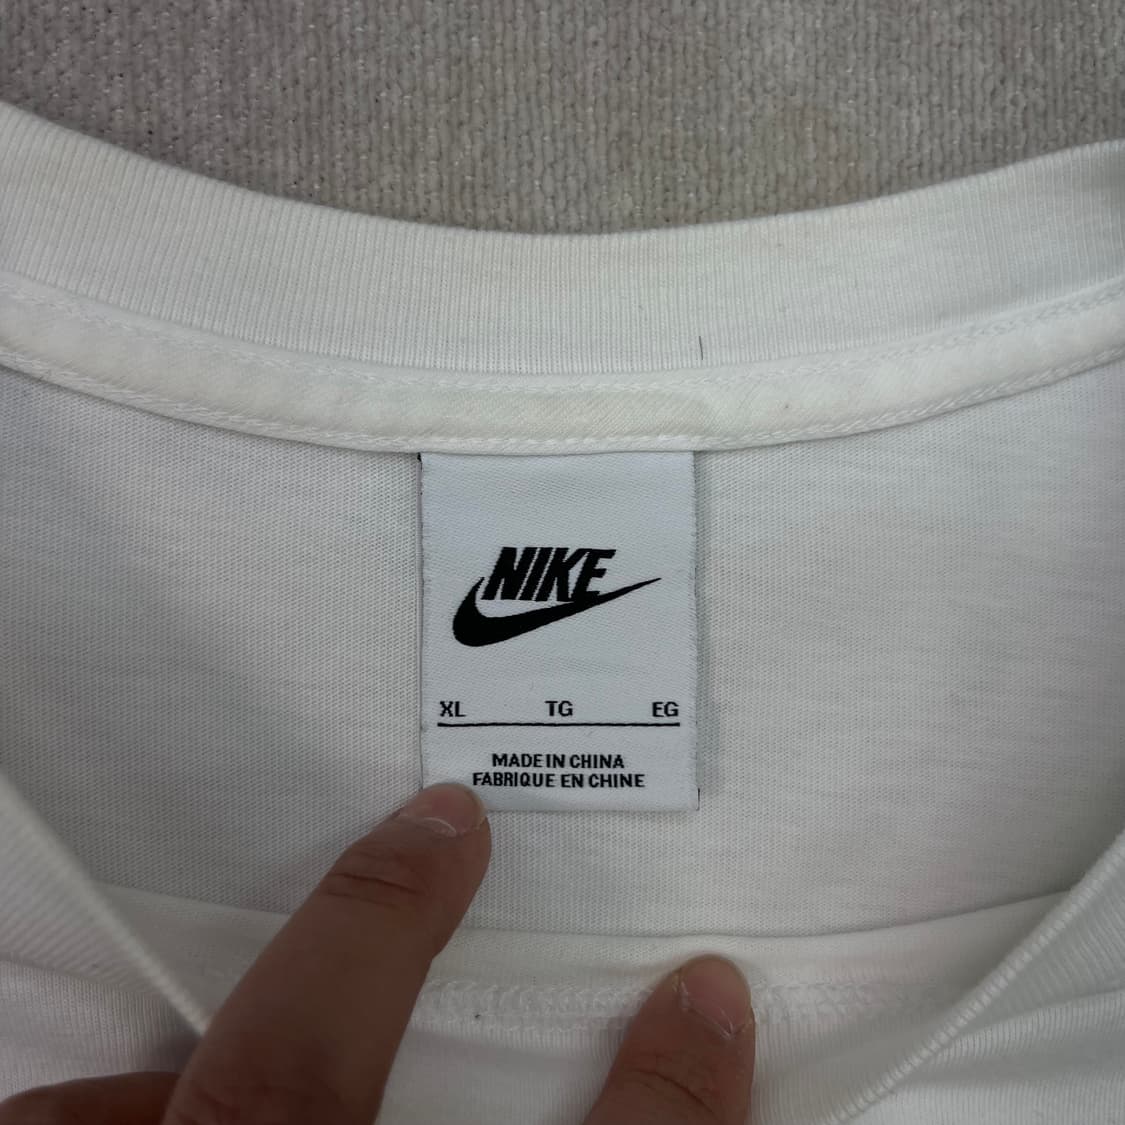 NIKE
XL TG EG
MADE IN CHINA
FABRIQUE EN CHINE